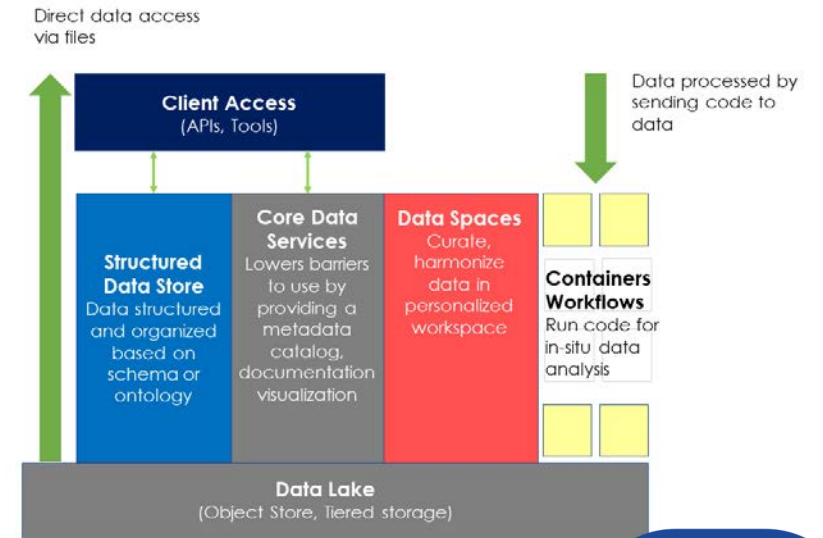 Direct data access
via files
Client Access
(APIs, Tools)
Data processed by
sending code to
data
Structured
Data Store
Data structured
and organized
based on
schema or
ontology
Core Data
Services
Lowers barriers
to use by
providing a
metadata
catalog,
documentation
visualization
Data Spaces
Curate,
harmonize
data in
personalized
workspace
Containers
Workflows
Run code for
in-situ data
analysis
Data Lake
(Object Store, Tiered storage)